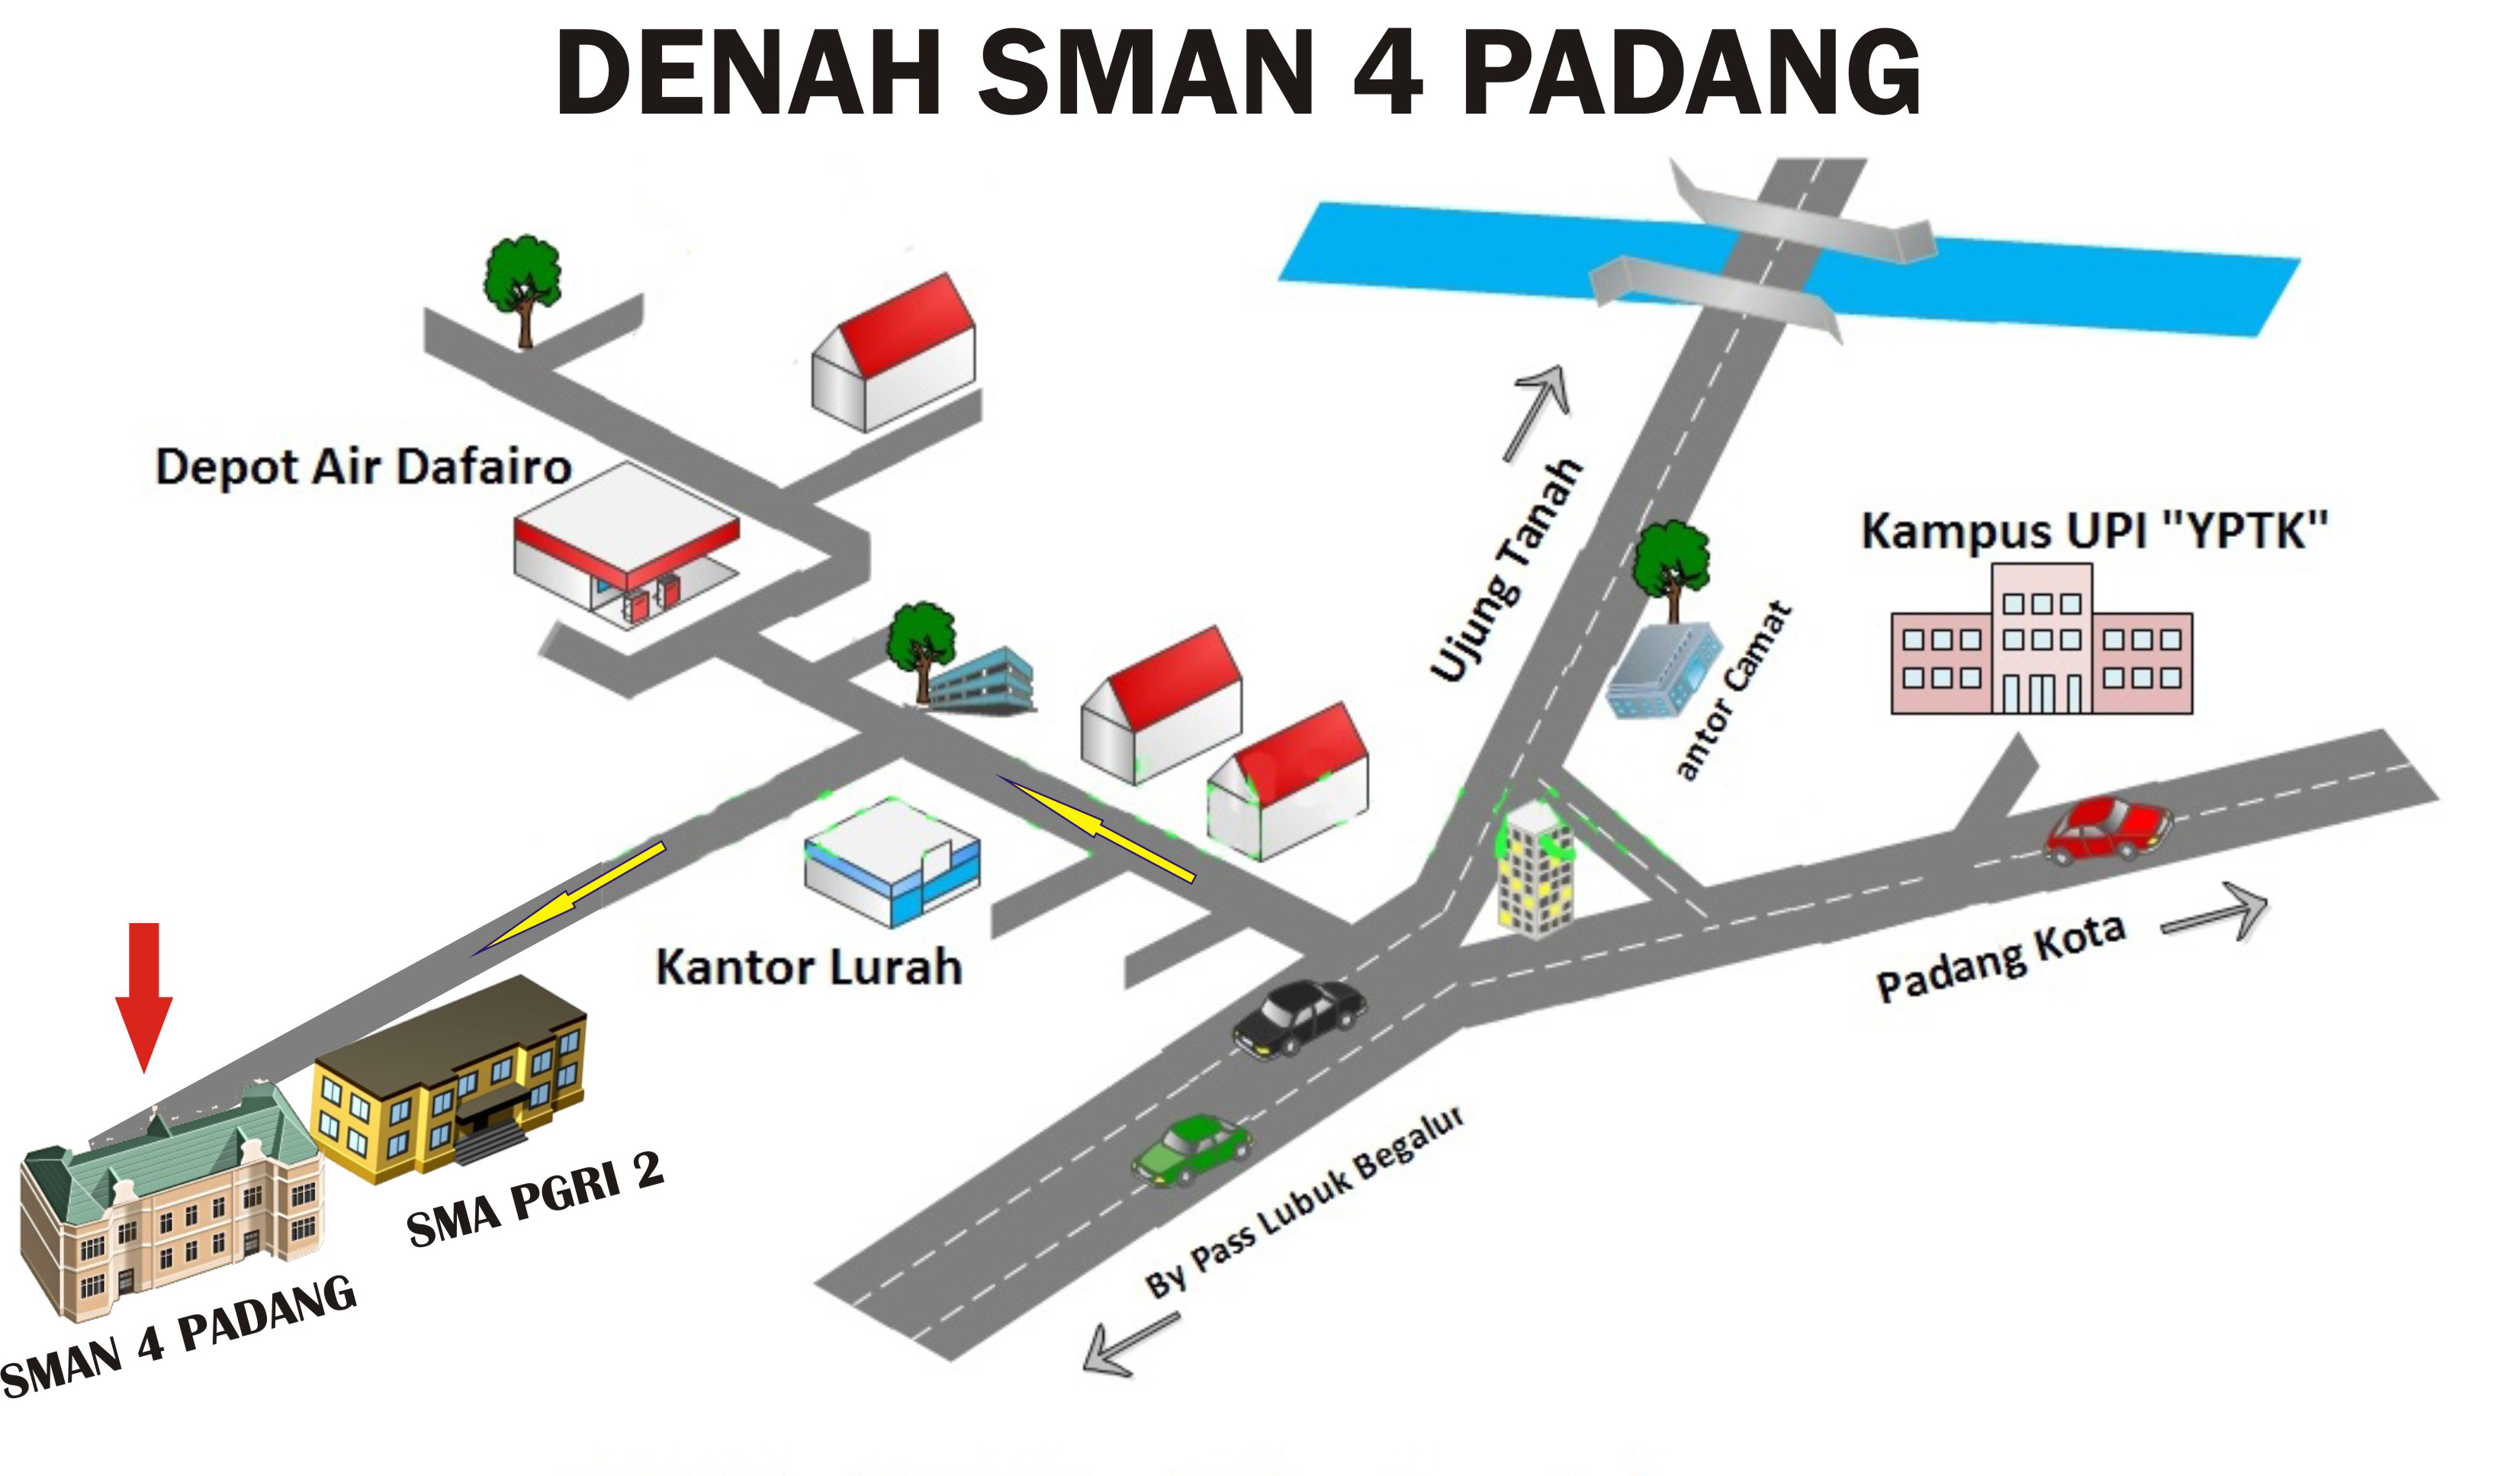 DENAH SMAN 4 PADANG
Depot Air Dafairo
Ujung Tanah
Kampus UPI "YPTK"
antor Camat
Kantor Lurah
Padang Kota
By Pass Lubuk Begalur
SMA PGRI 2
SMAN 4 PADANG